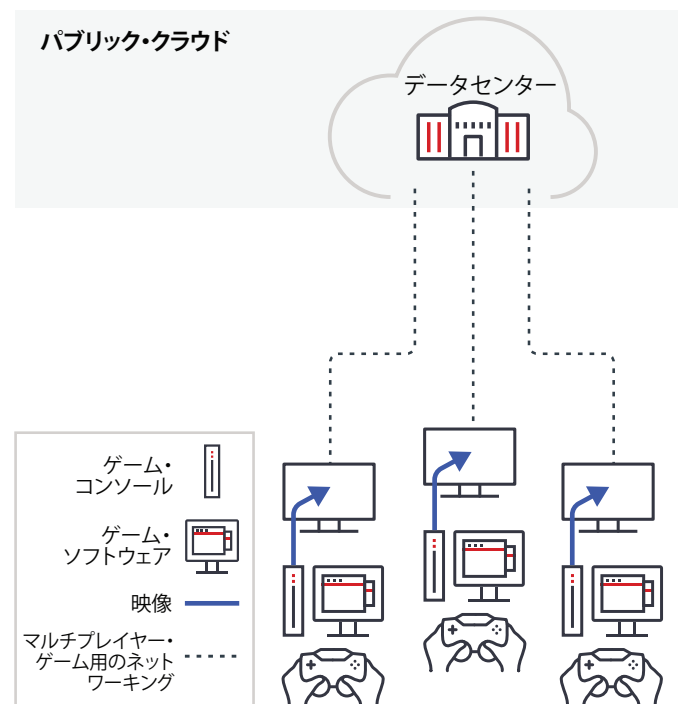 パブリック・クラウド
データセンター
ゲーム・
コンソール
ゲーム・
ソフトウェア
映像
マルチプレイヤー・
ゲーム用のネット
ワーキング